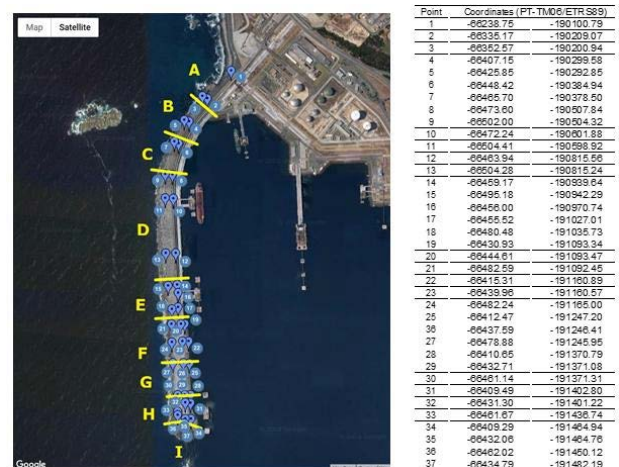 Map Satellite
A
B
C
D
E
F
G
H
I
Google
Point Coordinates (PT-TM06/ETRS89)
1 -66238.75 -190100.79
2 -66335.17 -190209.07
3 -66352.57 -190200.94
4 -66407.15 -190299.58
5 -66425.85 -190292.85
6 -66448.42 -190384.94
7 -66465.70 -190378.50
8 -66473.60 -190507.84
9 -66502.00 -190504.32
10 -66472.24 -190601.88
11 -66504.41 -190598.92
12 -66463.94 -190815.56
13 -66504.28 -190815.24
14 -66459.17 -190939.64
15 -66495.18 -190942.29
16 -66456.00 -190970.74
17 -66455.52 -191027.01
18 -66480.48 -191035.73
19 -66430.93 -191093.34
20 -66444.61 -191093.47
21 -66482.59 -191092.45
22 -66415.31 -191160.89
23 -66439.96 -191160.57
24 -66482.24 -191165.00
25 -66412.47 -191247.20
36 -66437.59 -191246.41
27 -66478.88 -191245.95
28 -66410.65 -191370.79
29 -66432.71 -191371.08
30 -66461.14 -191371.31
31 -66409.49 -191402.80
32 -66431.30 -191401.22
33 -66461.67 -191436.74
34 -66409.29 -191464.94
35 -66432.06 -191464.76
36 -66462.02 -191450.12
37 -66434.79 -191482.19